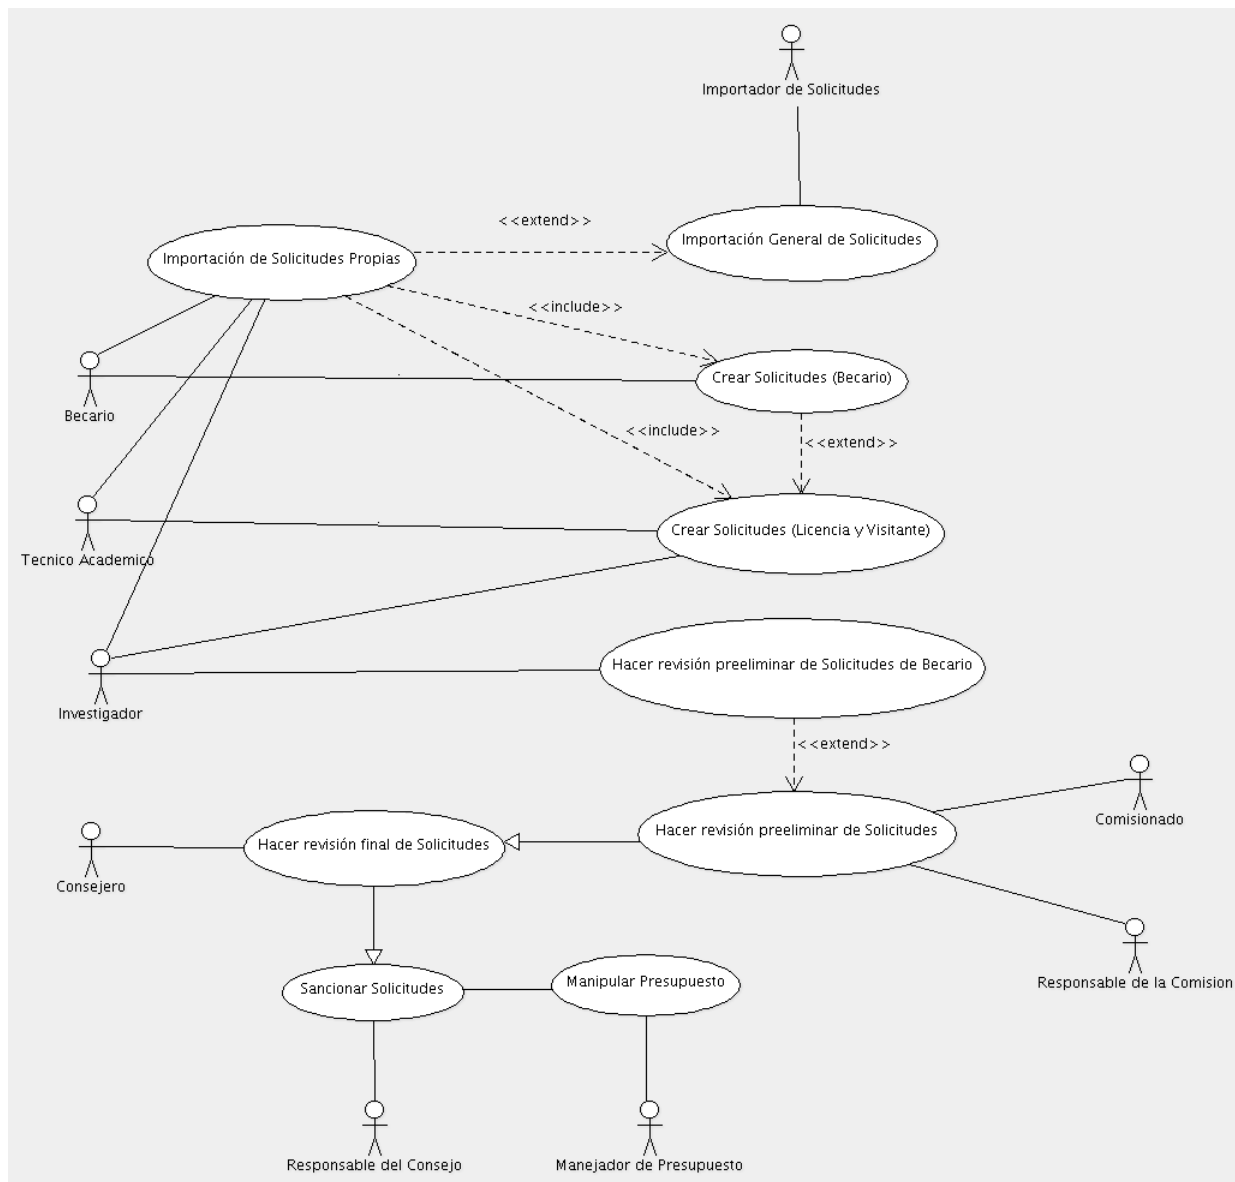 Importador de Solicitudes
<<extend>>
Importación General de Solicitudes
Importación de Solicitudes Propias
<<include>>
Crear Solicitudes (Becario)
Becario
<<include>>
<<extend>>
Crear Solicitudes (Licencia y Visitante)
Tecnico Academico
Hacer revisión preeliminar de Solicitudes de Becario
Investigador
<<extend>>
Comisionado
Hacer revisión preeliminar de Solicitudes
Hacer revisión final de Solicitudes
Consejero
Responsable de la Comision
Sancionar Solicitudes
Manipular Presupuesto
Responsable del Consejo
Manejador de Presupuesto